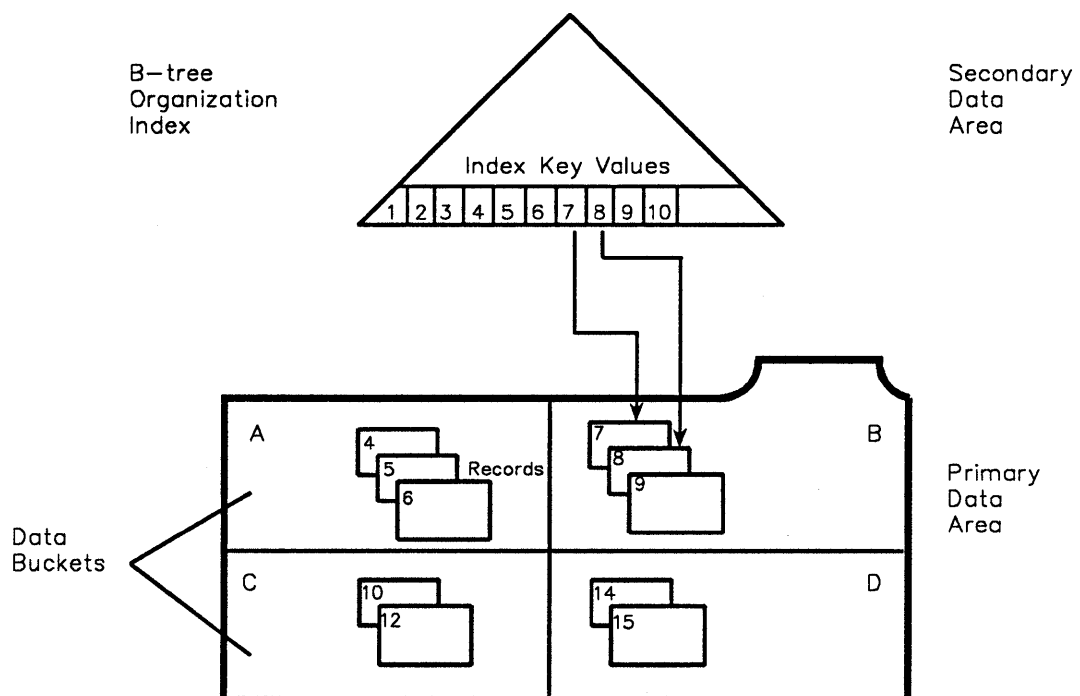 B-tree
Organization
Index
Secondary
Data
Area
Index Key Values
1 2 3 4 5 6 7 8 9 10
A
4
5
6
Records
7
8
9
B
Primary
Data
Area
Data
Buckets
C
10
12
14
15
D